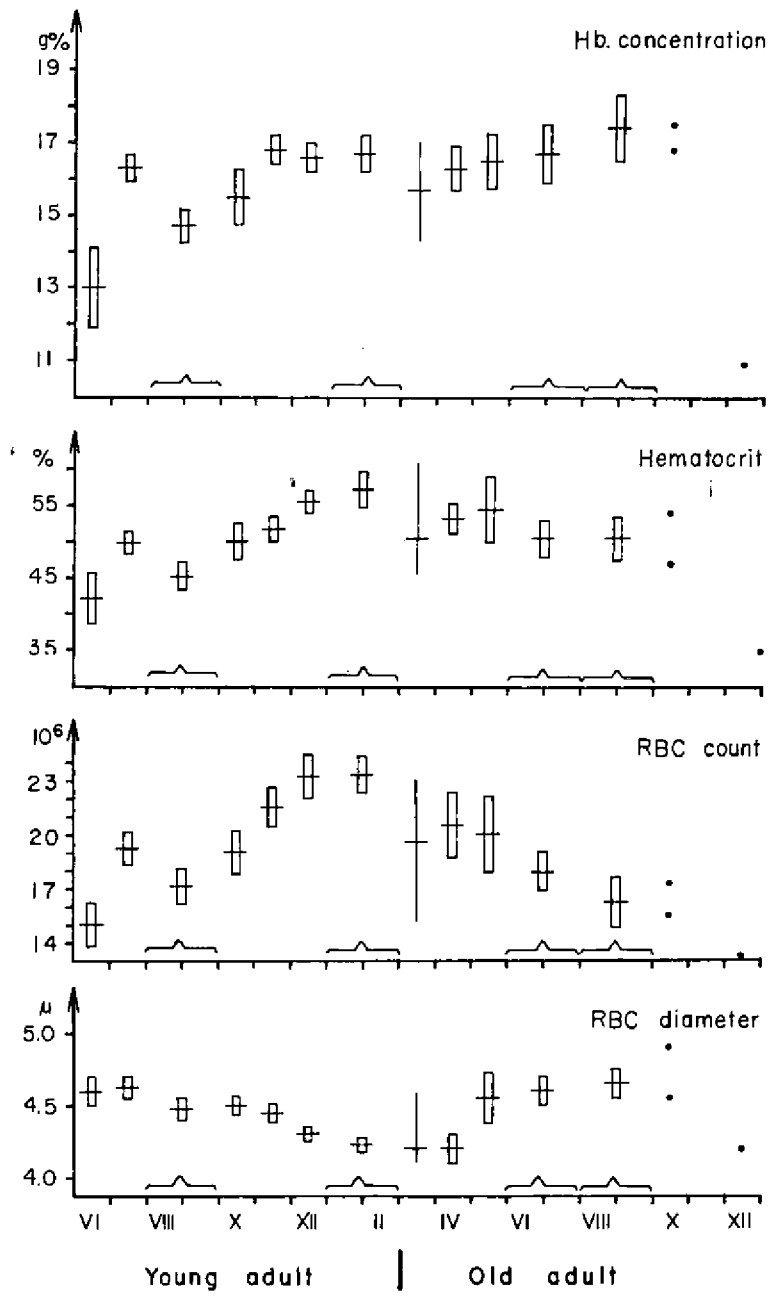 g%
Hb. concentration
19
17
15
13
11
%
Hematocrit
55
45
35
10⁶
RBC count
23
20
17
14
μ
RBC diameter
5.0
4.5
4.0
VI VIII X XII II IV VI VIII X XII
Young adult | Old adult